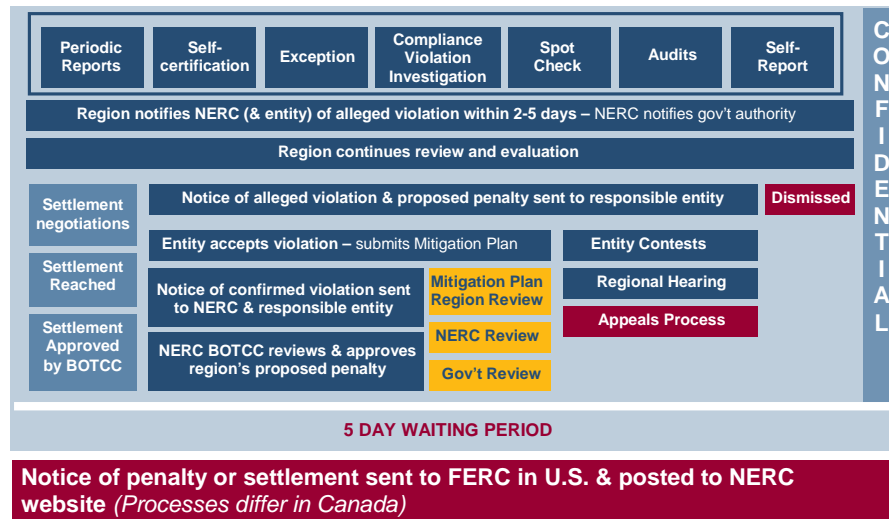 Periodic
Reports
Self-
certification
Exception
Compliance
Violation
Investigation
Spot
Check
Audits
Self-
Report
Region notifies NERC (& entity) of alleged violation within 2-5 days – NERC notifies gov't authority
Region continues review and evaluation
Settlement
negotiations
Notice of alleged violation & proposed penalty sent to responsible entity
Dismissed
Entity accepts violation – submits Mitigation Plan
Entity Contests
Settlement
Reached
Notice of confirmed violation sent
to NERC & responsible entity
Mitigation Plan
Region Review
Regional Hearing
Appeals Process
Settlement
Approved
by BOTCC
NERC BOTCC reviews & approves
region's proposed penalty
NERC Review
Gov't Review
C
O
N
F
I
D
E
N
T
I
A
L
5 DAY WAITING PERIOD
Notice of penalty or settlement sent to FERC in U.S. & posted to NERC
website (Processes differ in Canada)